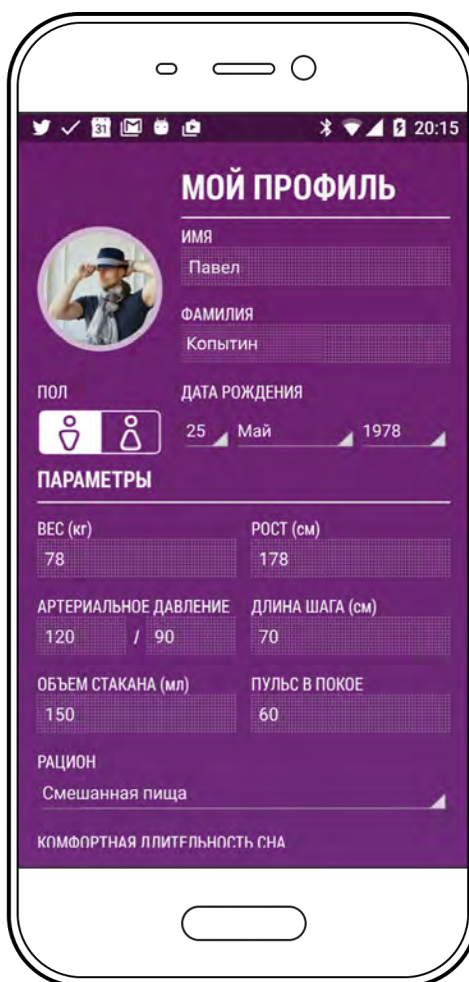 31 20:15
МОЙ ПРОФИЛЬ
ИМЯ
Павел
ФАМИЛИЯ
Копытин
ПОЛ ДАТА РОЖДЕНИЯ
25 Май 1978
ПАРАМЕТРЫ
ВЕС (кг) РОСТ (см)
78 178
АРТЕРИАЛЬНОЕ ДАВЛЕНИЕ ДЛИНА ШАГА (см)
120 / 90 70
ОБЪЕМ СТАКАНА (мл) ПУЛЬС В ПОКОЕ
150 60
РАЦИОН
Смешанная пища
КОМФОРТНАЯ ДЛИТЕЛЬНОСТЬ СНА